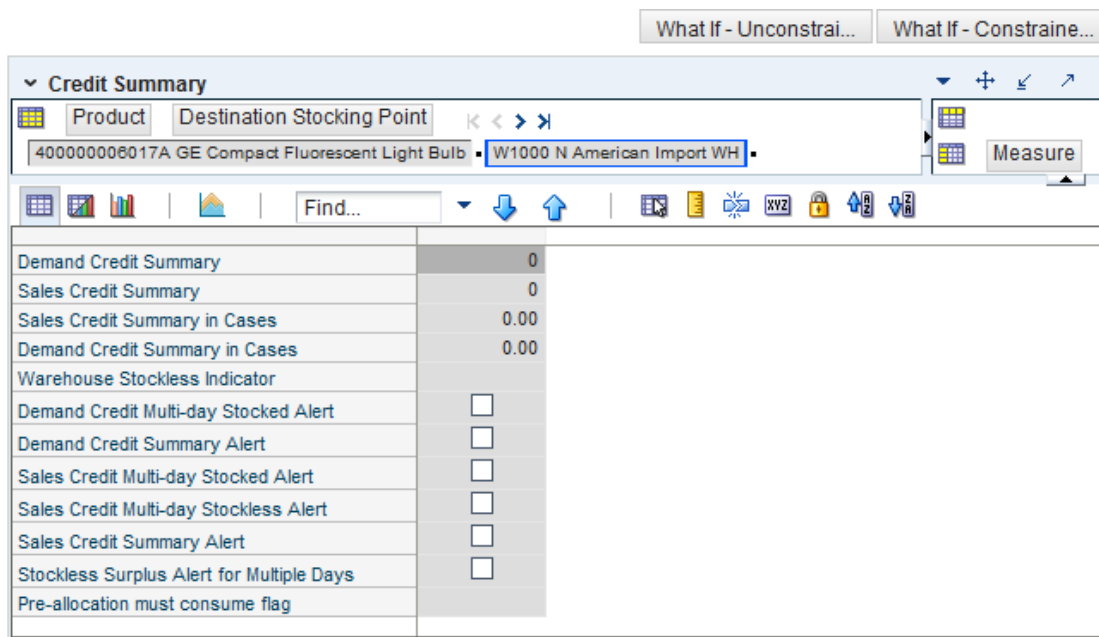 What If - Unconstrai... What If - Constraine...
Credit Summary
Product Destination Stocking Point
400000006017A GE Compact Fluorescent Light Bulb W1000 N American Import WH Measure
Find... XYZ A Z Z A
Demand Credit Summary 0
Sales Credit Summary 0
Sales Credit Summary in Cases 0.00
Demand Credit Summary in Cases 0.00
Warehouse Stockless Indicator
Demand Credit Multi-day Stocked Alert
Demand Credit Summary Alert
Sales Credit Multi-day Stocked Alert
Sales Credit Multi-day Stockless Alert
Sales Credit Summary Alert
Stockless Surplus Alert for Multiple Days
Pre-allocation must consume flag